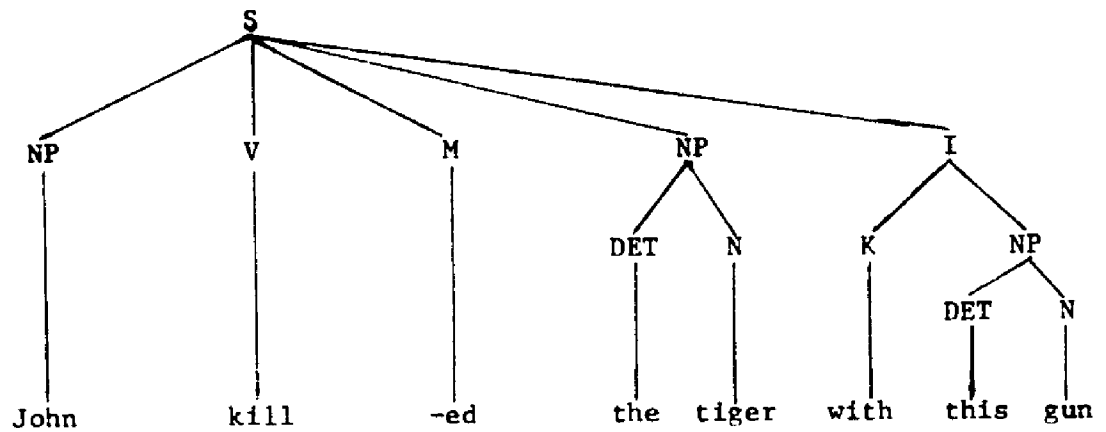 S
NP V M NP I
DET N K NP
DET N
John kill -ed the tiger with this gun